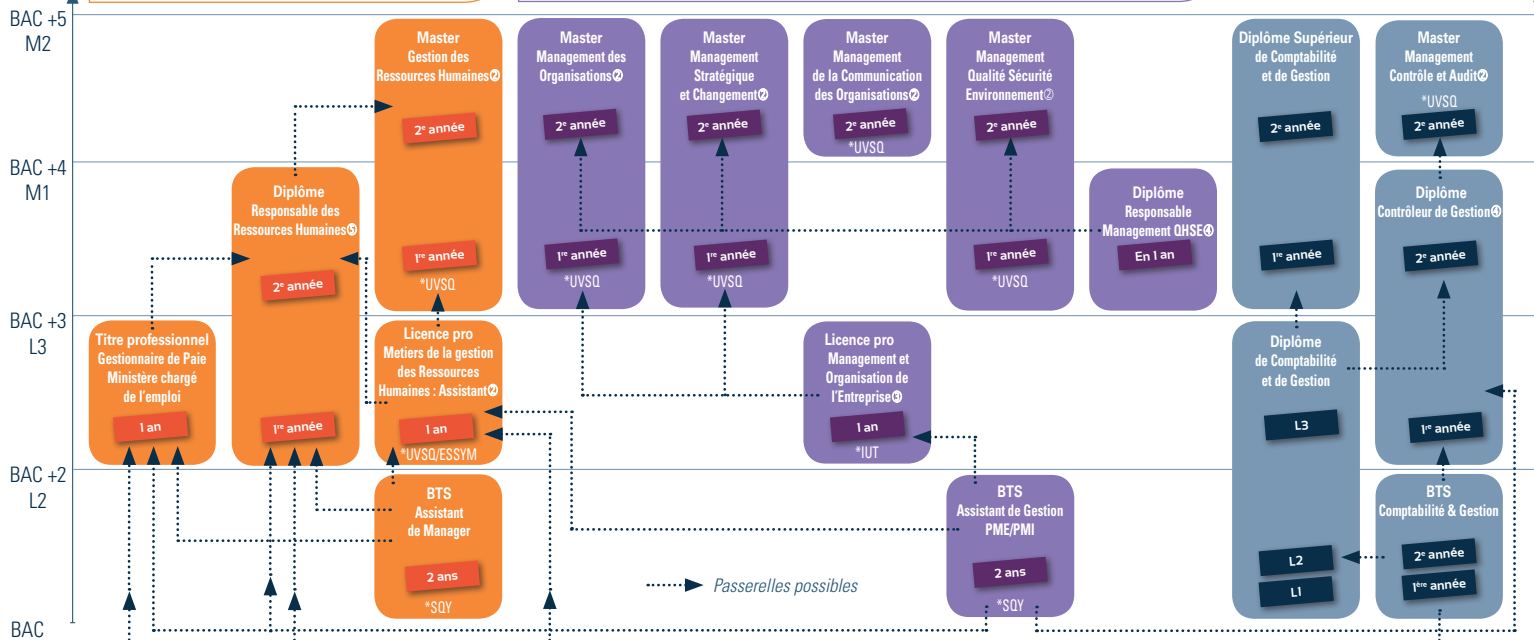 BAC +5
M2
Master
Gestion des
Ressources Humaines②
2e année
1re année
*UVSQ
Master
Management des
Organisations②
2e année
1re année
*UVSQ
Master
Management
Stratégique
et Changement②
2e année
1re année
*UVSQ
Master
Management
de la Communication
des Organisations②
2e année
*UVSQ
Master
Management
Qualité Sécurité
Environnement②
2e année
1re année
*UVSQ
Diplôme Supérieur
de Comptabilité
et de Gestion
2e année
1re année
Master
Management
Contrôle et Audit②
*UVSQ
2e année
BAC +4
M1
Diplôme
Responsable des
Ressources Humaines⑤
2e année
1re année
Diplôme
Responsable
Management QHSE④
En 1 an
Diplôme
Contrôleur de Gestion④
2e année
1re année
BAC +3
L3
Titre professionnel
Gestionnaire de Paie
Ministère chargé
de l'emploi
1 an
Licence pro
Metiers de la gestion
des Ressources
Humaines : Assistant②
1 an
*UVSQ/ESSYM
Licence pro
Management et
Organisation de
l'Entreprise③
1 an
*IUT
Diplôme
de Comptabilité
et de Gestion
L3
L2
L1
BAC +2
L2
BTS
Assistant
de Manager
2 ans
*SQY
BTS
Assistant de Gestion
PME/PMI
2 ans
*SQY
BTS
Comptabilité & Gestion
2e année
1ère année
Passerelles possibles
BAC